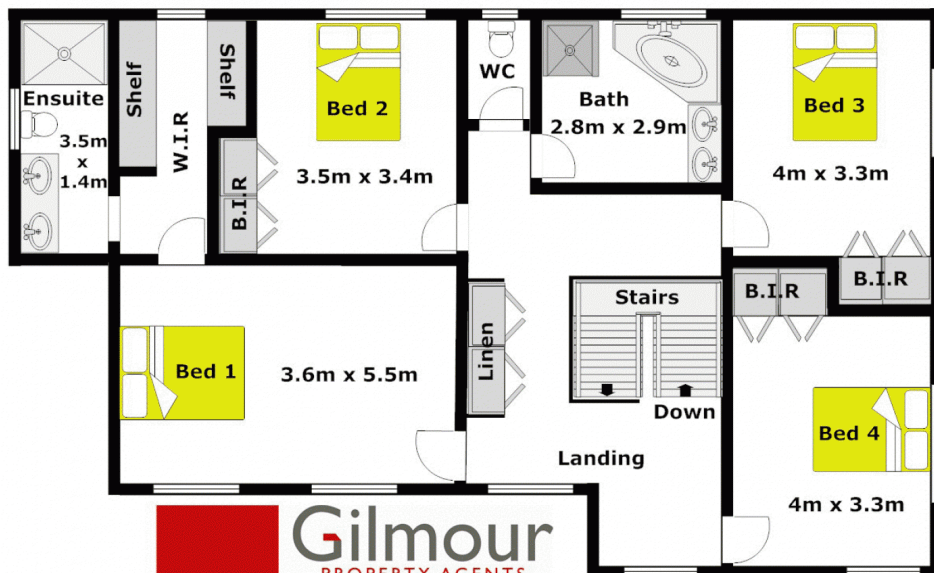 Ensuite
3.5m
x
1.4m
Shelf
W.I.R
Shelf
B.I.R
Bed 2
3.5m x 3.4m
WC
Bath
2.8m x 2.9m
Bed 3
4m x 3.3m
B.I.R
B.I.R
Bed 1
3.6m x 5.5m
Linen
Stairs
Down
Landing
Bed 4
4m x 3.3m
Gilmour
PROPERTY AGENTS